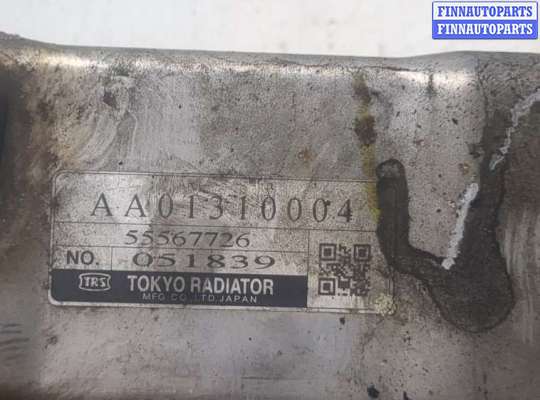 FINNAUTOPARTS
FINNAUTOPARTS
AA01310004
55567726
NO. 051839
TRS TOKYO RADIATOR
MFG.CO.,LTD.JAPAN